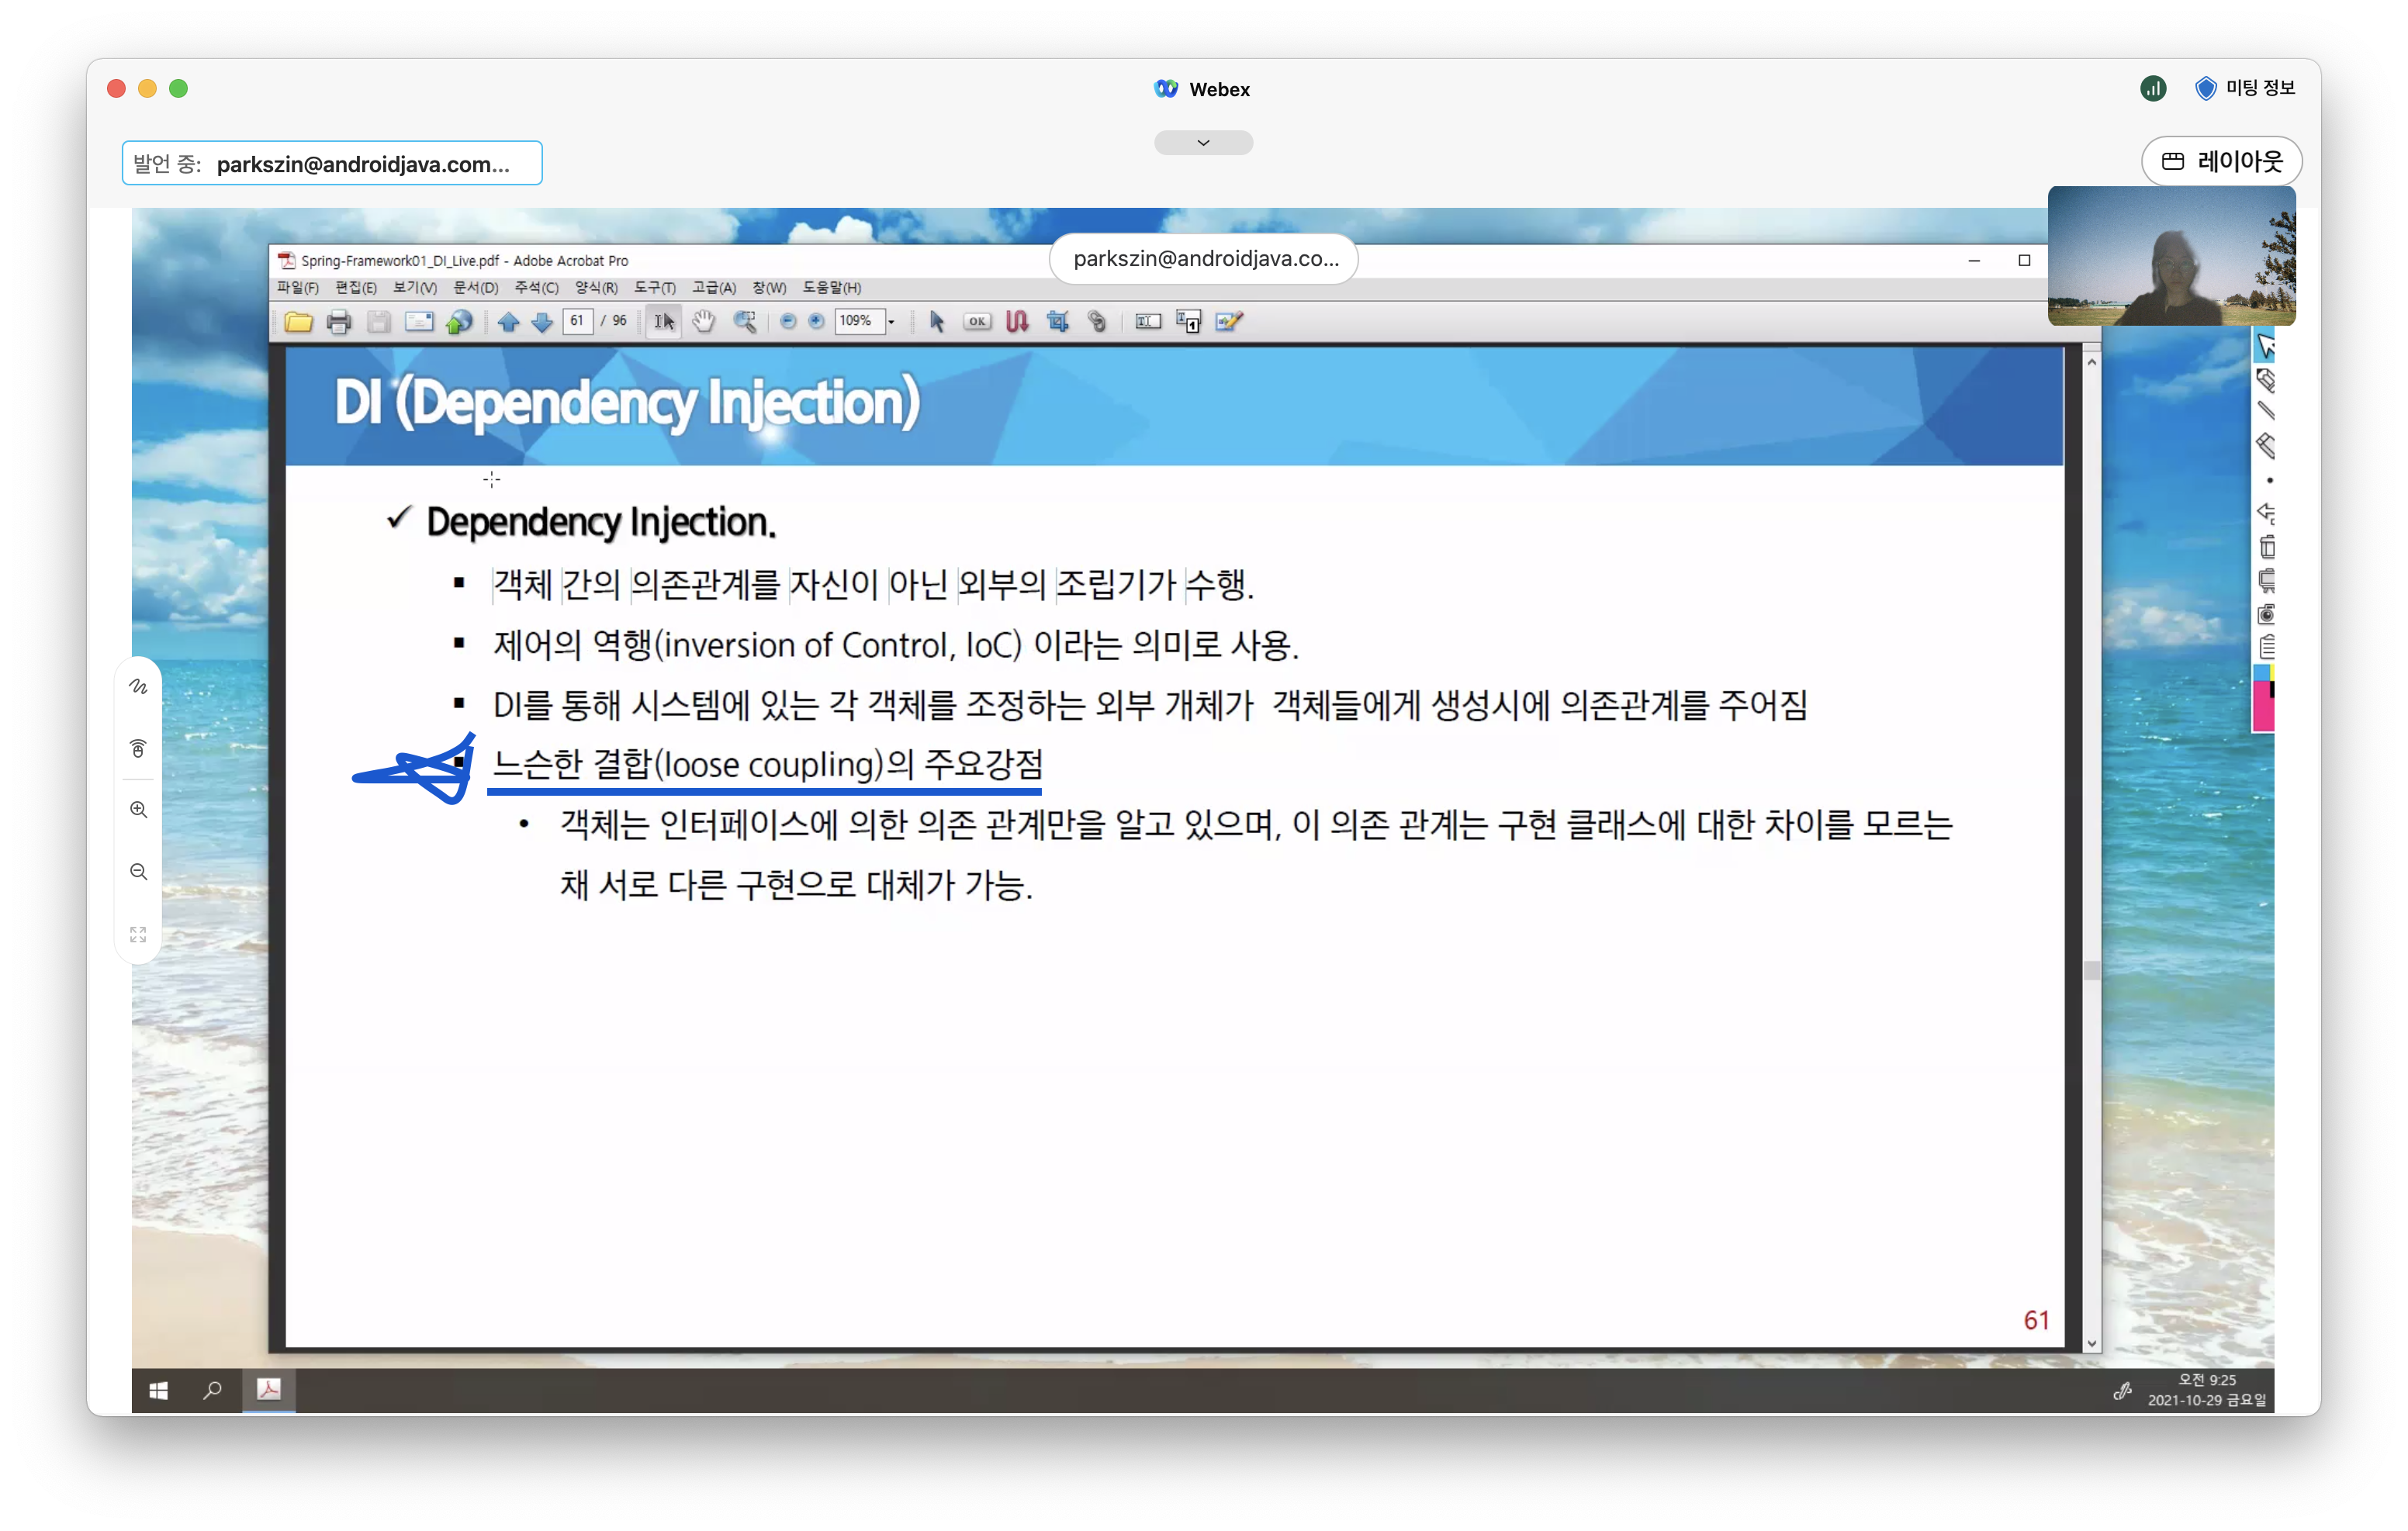 Webex
미팅 정보
발언 중: parkszin@androidjava.com...
레이아웃
parkszin@androidjava.co...
Spring-Framework01_DI_Live.pdf - Adobe Acrobat Pro
파일(F) 편집(E) 보기(V) 문서(D) 주석(C) 양식(R) 도구(T) 고급(A) 창(W) 도움말(H)
61 / 96 109% OK
DI (Dependency Injection)
✓ Dependency Injection.
▪ 객체 간의 의존관계를 자신이 아닌 외부의 조립기가 수행.
▪ 제어의 역행(inversion of Control, IoC) 이라는 의미로 사용.
▪ DI를 통해 시스템에 있는 각 객체를 조정하는 외부 개체가 객체들에게 생성시에 의존관계를 주어짐
▪ 느슨한 결합(loose coupling)의 주요강점
• 객체는 인터페이스에 의한 의존 관계만을 알고 있으며, 이 의존 관계는 구현 클래스에 대한 차이를 모르는
채 서로 다른 구현으로 대체가 가능.
61
오전 9:25
2021-10-29 금요일